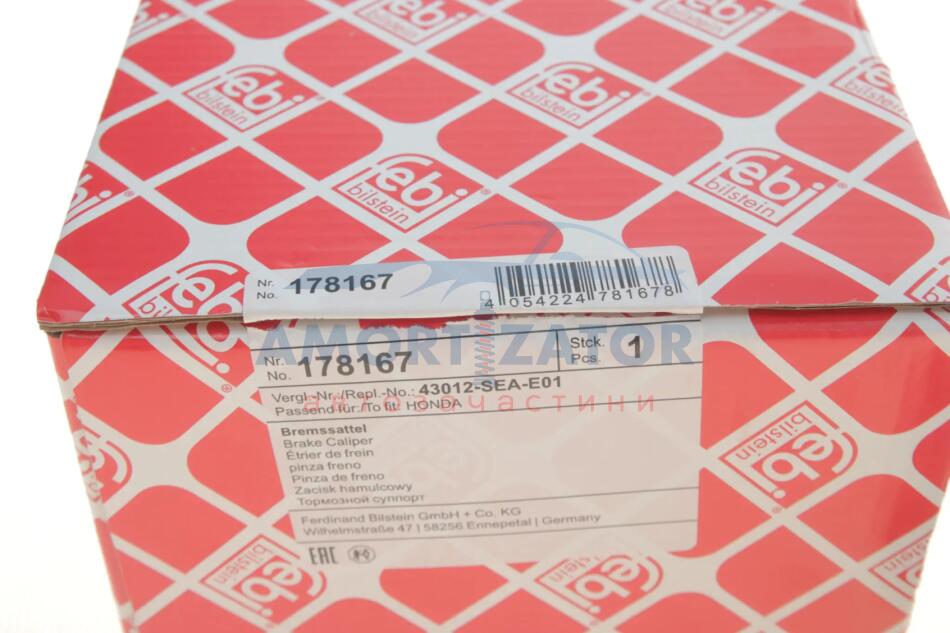 febi
bilstein
febi
bilstein
febi
bilstein
febi
bilstein
Nr.
No. 178167
4 054224 781678
AMORTIZATOR
автозапчастини
Nr.
No. 178167
Stck.
Pcs. 1
Vergl.-Nr./Repl.-No.: 43012-SEA-E01
Passend für:/To fit: HONDA
Bremssattel
Brake Caliper
Étrier de frein
pinza freno
Pinza de freno
Zacisk hamulcowy
Тормозной суппорт
Ferdinand Bilstein GmbH + Co. KG
Wilhelmstraße 47 | 58256 Ennepetal | Germany
EAC
febi
bilstein